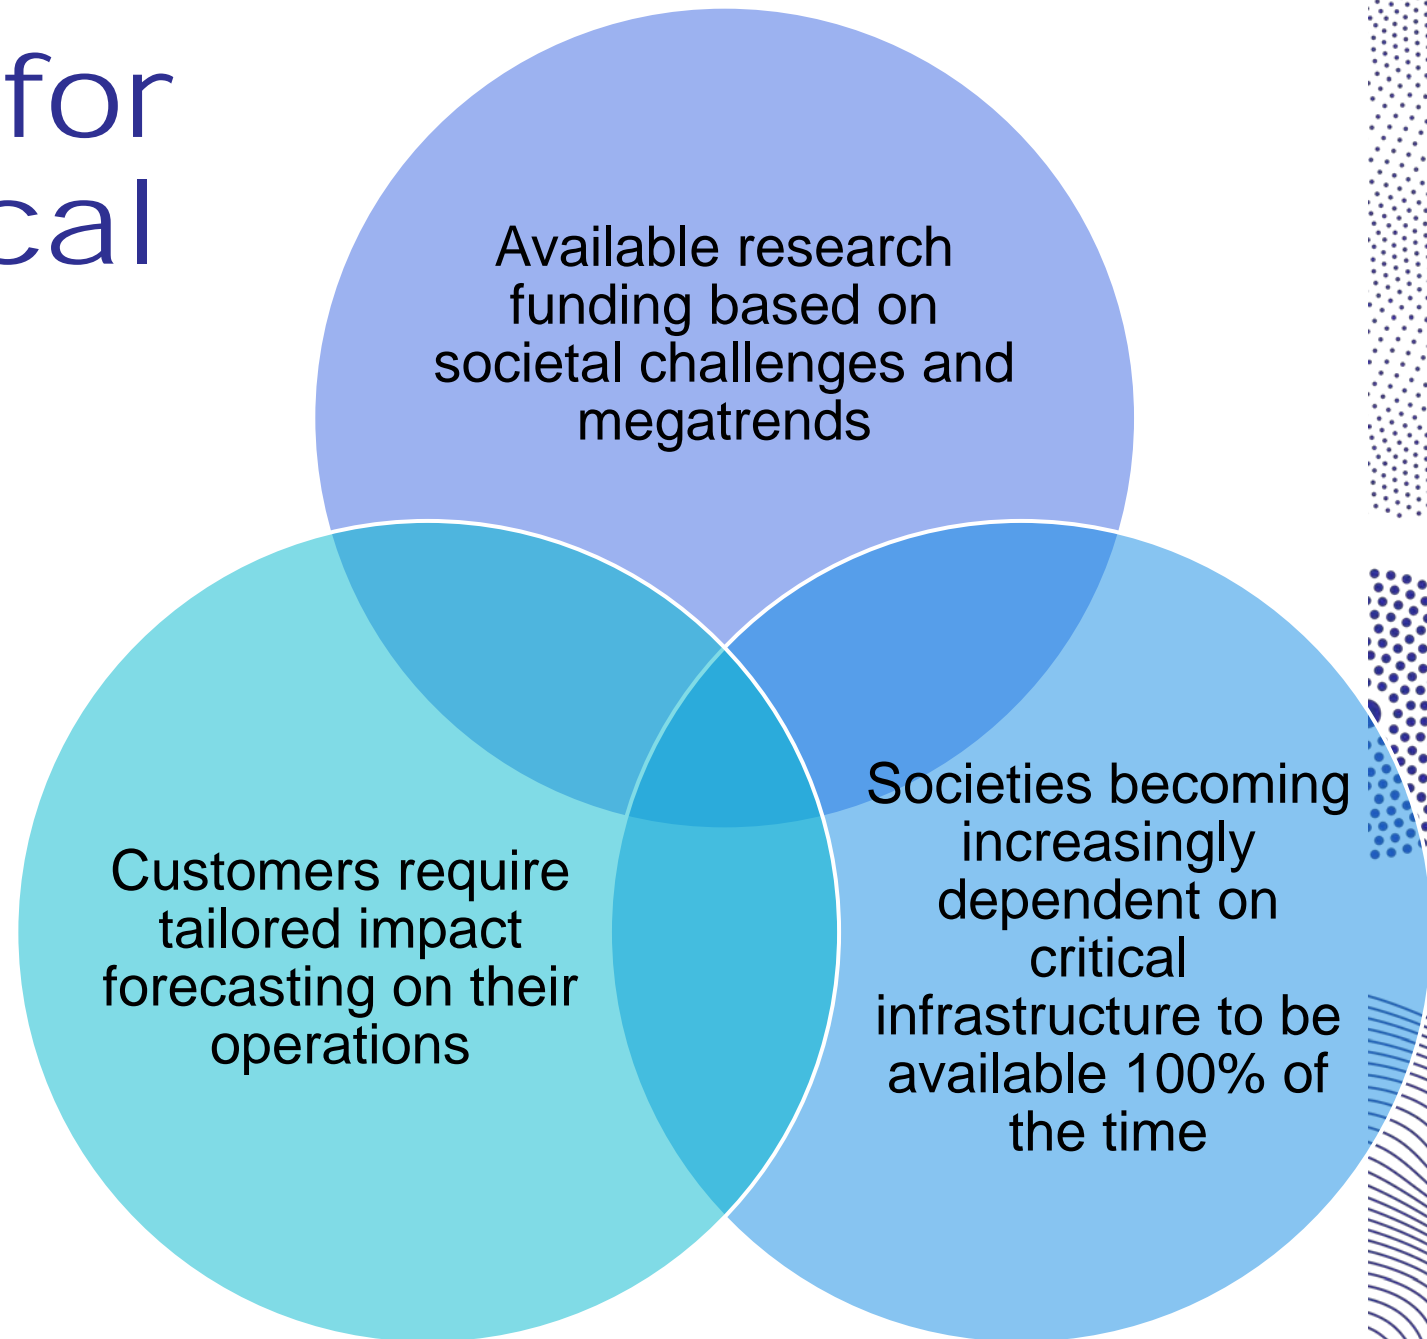 for
cal
Available research
funding based on
societal challenges and
megatrends
Customers require
tailored impact
forecasting on their
operations
Societies becoming
increasingly
dependent on
critical
infrastructure to be
available 100% of
the time